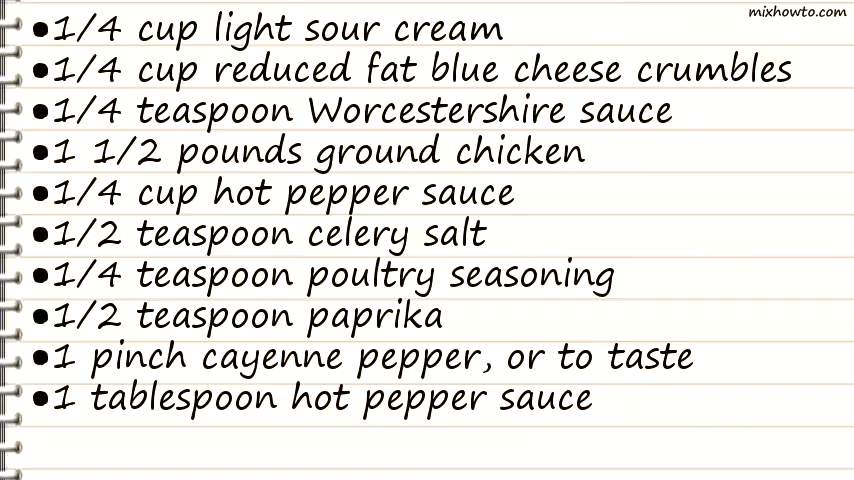 mixhowto.com
•1/4 cup light sour cream
•1/4 cup reduced fat blue cheese crumbles
•1/4 teaspoon Worcestershire sauce
•1 1/2 pounds ground chicken
•1/4 cup hot pepper sauce
•1/2 teaspoon celery salt
•1/4 teaspoon poultry seasoning
•1/2 teaspoon paprika
•1 pinch cayenne pepper, or to taste
•1 tablespoon hot pepper sauce